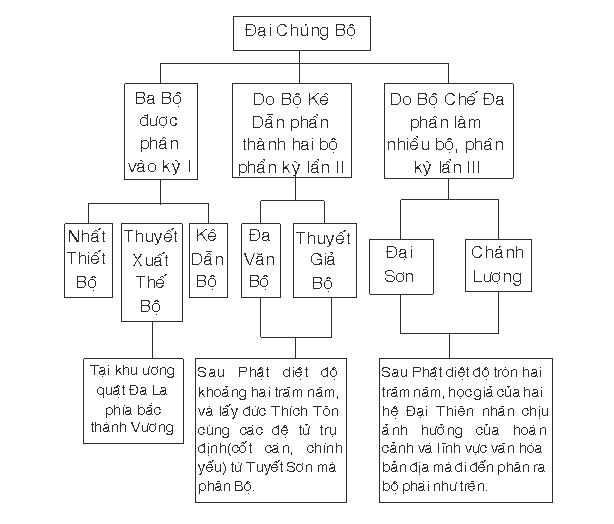 Đại Chúng Bộ
Ba Bộ
được
phân
vào kỳ I
Do Bộ Kê
Dẫn phẩn
thành hai bộ
phẩn kỳ lẩn II
Do Bộ Chế Đa
phân làm
nhiều bộ, phân
kỳ lẩn III
Nhất
Thiết
Bộ
Thuyết
Xuất
Thế
Bộ
Kê
Dẫn
Bộ
Đa
Văn
Bộ
Thuyết
Giả
Bộ
Đại
Sơn
Chánh
Lượng
Tại khu ương
quật Đa La
phía bắc
thành Vương
Sau Phật diệt độ
khoảng hai trăm năm,
và lấy đức Thích Tôn
cùng các đệ tử trụ
định(cốt cán, chính
yếu) từ Tuyết Sơn mà
phân Bộ.
Sau Phật diệt độ tròn hai
trăm năm, học giả của hai
hệ Đại Thiên nhân chịu
ảnh hưởng của hoàn
cảnh và lĩnh vực văn hóa
bản địa mà đi đến phân ra
bộ phái như trên.